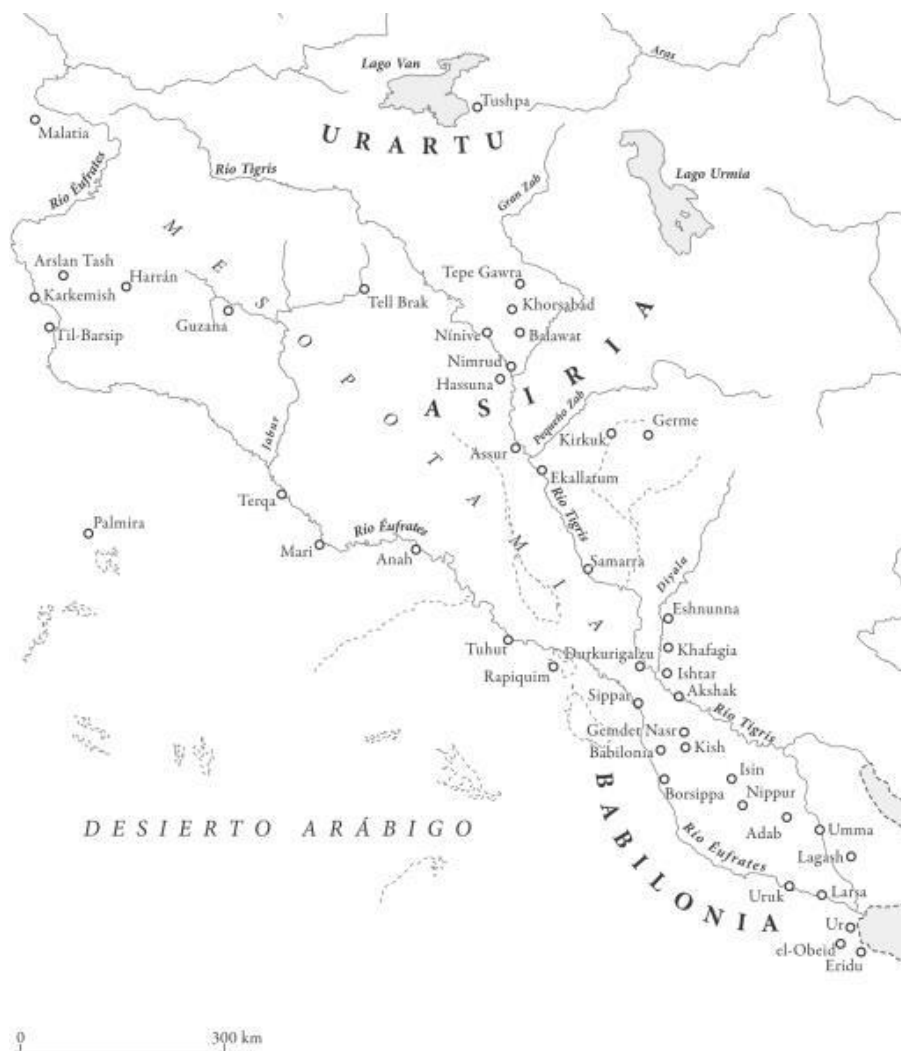 Lago Van
Aras
Tushpa
Malatia
URARTU
Río Tigris
Río Éufrates
Gran Zab
Lago Urmia
MESOPOTAMIA
Arslan Tash
Harrán
Karkemish
Tepe Gawra
Tell Brak
Khorsabad
Guzana
Til-Barsip
Nínive
Balawat
Nimrud
Hassuna
ASIRIA
Pequeño Zab
Germe
Kirkuk
Jabur
Assur
Ekallatum
Terqa
Río Tigris
Palmira
Río Éufrates
Mari
Anah
Samarra
Diyala
Eshnunna
Tuhut
Durkurigalzu
Khafagia
Rapiquim
Ishtar
Sippar
Akshak
Río Tigris
Gemdet Nasr
Kish
Babilonia
Isin
Borsippa
Nippur
BABILONIA
DESIERTO ARÁBIGO
Adab
Umma
Río Éufrates
Lagash
Uruk
Larsa
Ur
el-Obeid
Eridu
0 300 km